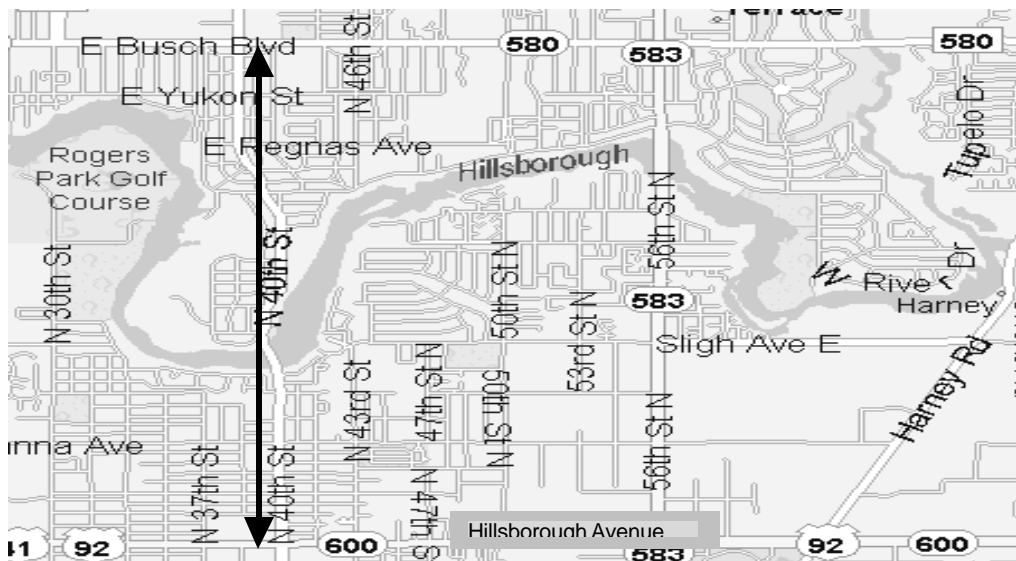 Terrace
E Busch Blvd
N 46th St
580
583
580
E Yukon St
Tupelo Dr
E Regnas Ave
Rogers
Park Golf
Course
Hillsborough
N 56th St
N 40th St
N 30th St
N 50th St
W River Dr
Harney
N 53rd St
583
Sligh Ave E
N 47th St
N 43rd St
N 50th St
Harney Rd
N 56th St
nna Ave
N 37th St
N 40th St
N 47th S
Hillsborough Avenue
41
92
600
583
92
600